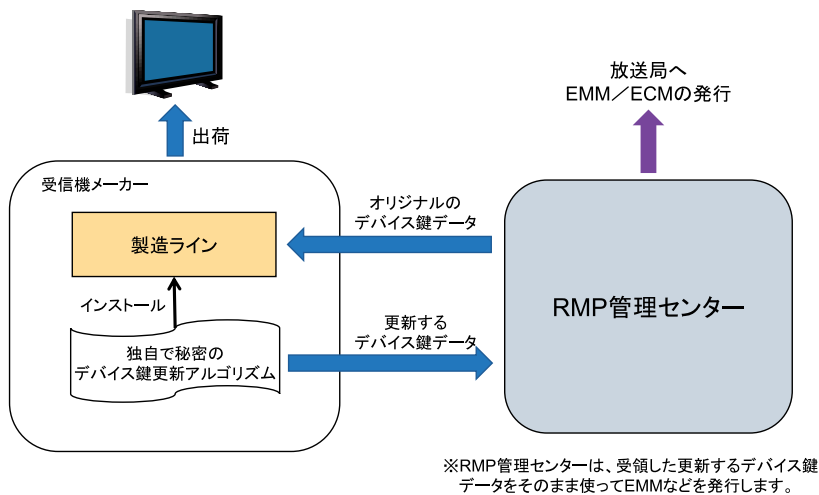 放送局へ
EMM／ECMの発行
出荷
受信機メーカー
製造ライン
オリジナルの
デバイス鍵データ
RMP管理センター
インストール
独自で秘密の
デバイス鍵更新アルゴリズム
更新する
デバイス鍵データ
※RMP管理センターは、受領した更新するデバイス鍵
データをそのまま使ってEMMなどを発行します。